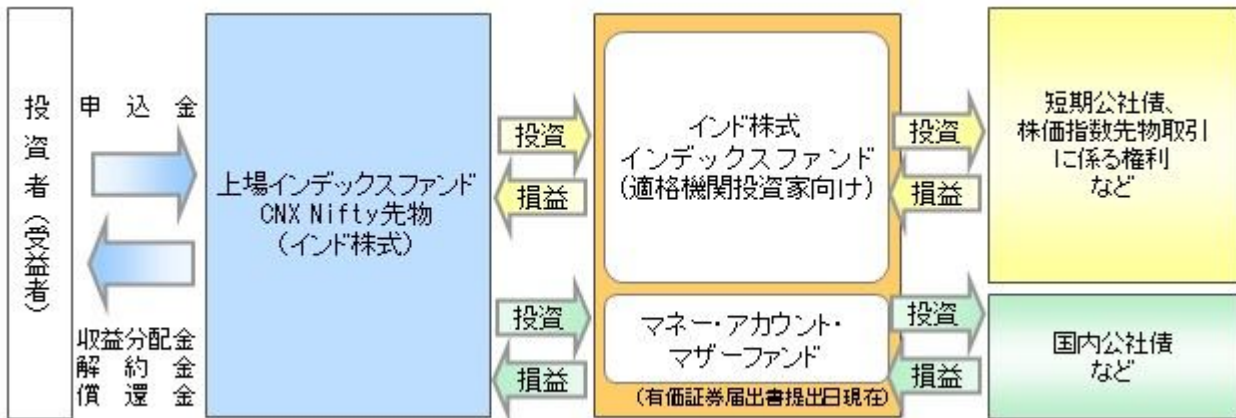 投資者(受益者)
申込金
収益分配金
解約金
償還金
上場インデックスファンド
CNX Nifty先物
(インド株式)
投資
損益
投資
損益
インド株式
インデックスファンド
(適格機関投資家向け)
マネー・アカウント・
マザーファンド
(有価証券届出書提出日現在)
投資
損益
投資
損益
短期公社債、
株価指数先物取引
に係る権利
など
国内公社債
など